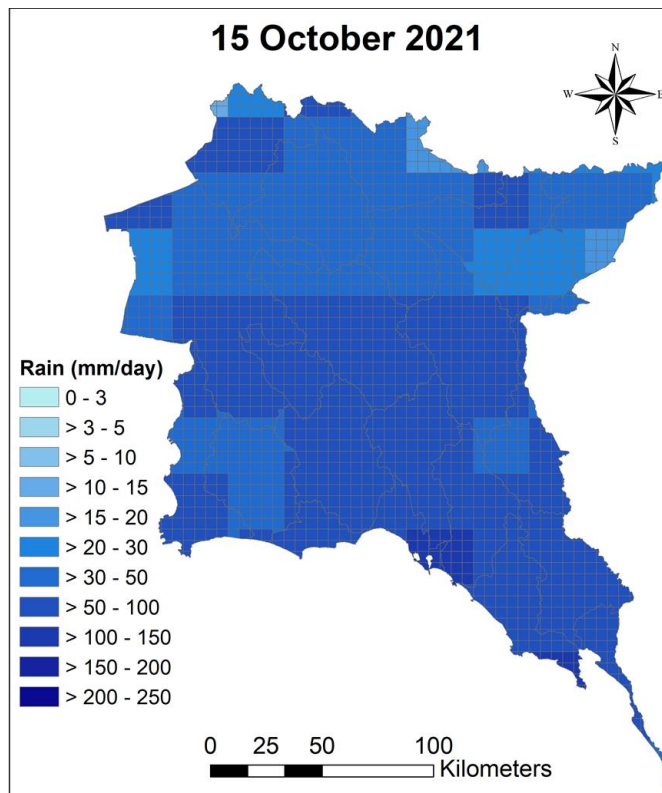 15 October 2021
N
W E
S
Rain (mm/day)
0 - 3
> 3 - 5
> 5 - 10
> 10 - 15
> 15 - 20
> 20 - 30
> 30 - 50
> 50 - 100
> 100 - 150
> 150 - 200
> 200 - 250
0 25 50 100
Kilometers